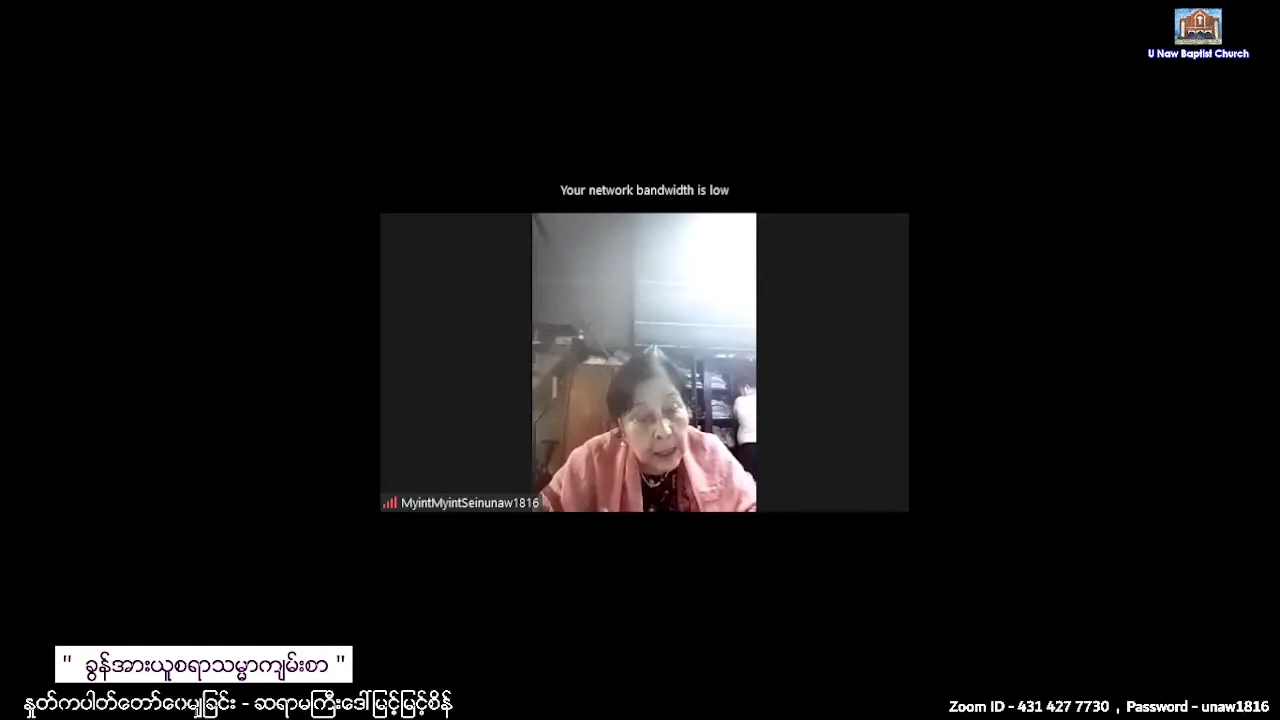 U Naw Baptist Church
Your network bandwidth is low
MyintMyintSeinunaw1816
" ခွန်အားယူစရာသမ္မာကျမ်းစာ "
နှုတ်ကပါတ်တော်ဝေမျှခြင်း - ဆရာမကြီးဒေါ်မြင့်မြင့်စိန်
Zoom ID - 431 427 7730 , Password - unaw1816